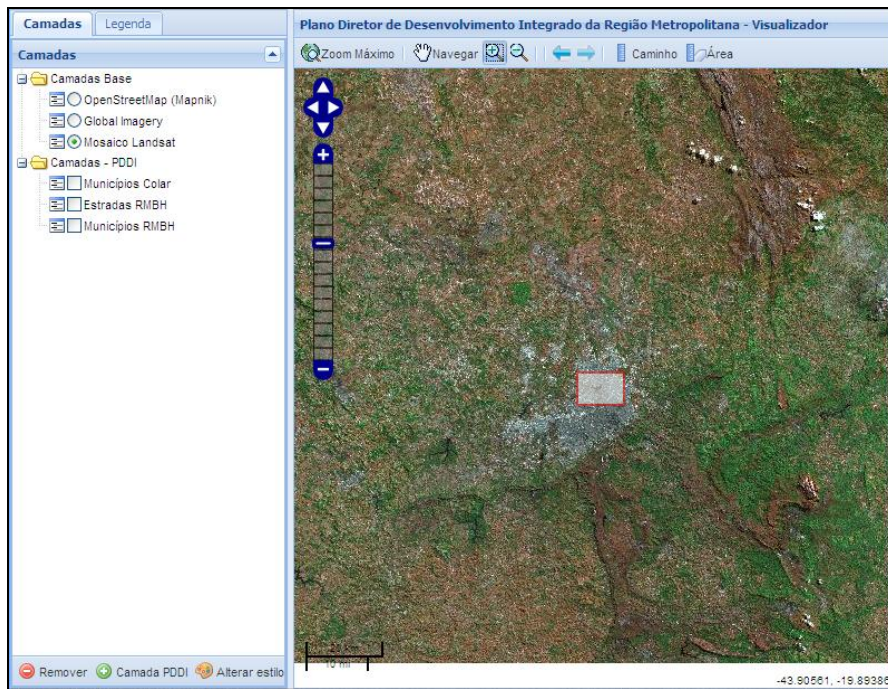 Camadas
Legenda
Camadas
Camadas Base
OpenStreetMap (Mapnik)
Global Imagery
Mosaico Landsat
Camadas - PDDI
Municípios Colar
Estradas RMBH
Municípios RMBH
Remover
Camada PDDI
Alterar estilo
Plano Diretor de Desenvolvimento Integrado da Região Metropolitana - Visualizador
Zoom Máximo
Navegar
Caminho
Área
10 mi
-43.90561, -19.89386